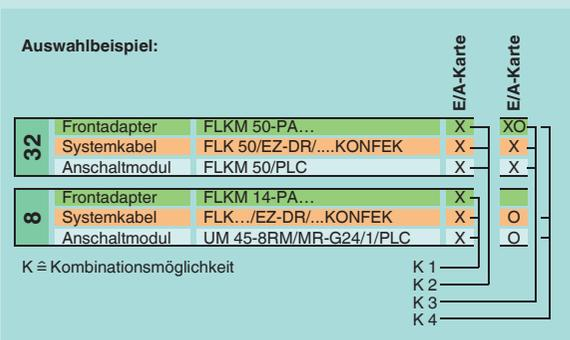 Auswahlbeispiel:
E/A-Karte
E/A-Karte
32
Frontadapter FLKM 50-PA... X XO
Systemkabel FLK 50/EZ-DR/....KONFEK X X
Anschaltmodul FLKM 50/PLC X X
8
Frontadapter FLKM 14-PA... X
Systemkabel FLK.../EZ-DR/...KONFEK X O
Anschaltmodul UM 45-8RM/MR-G24/1/PLC X O
K ≙ Kombinationsmöglichkeit
K 1
K 2
K 3
K 4